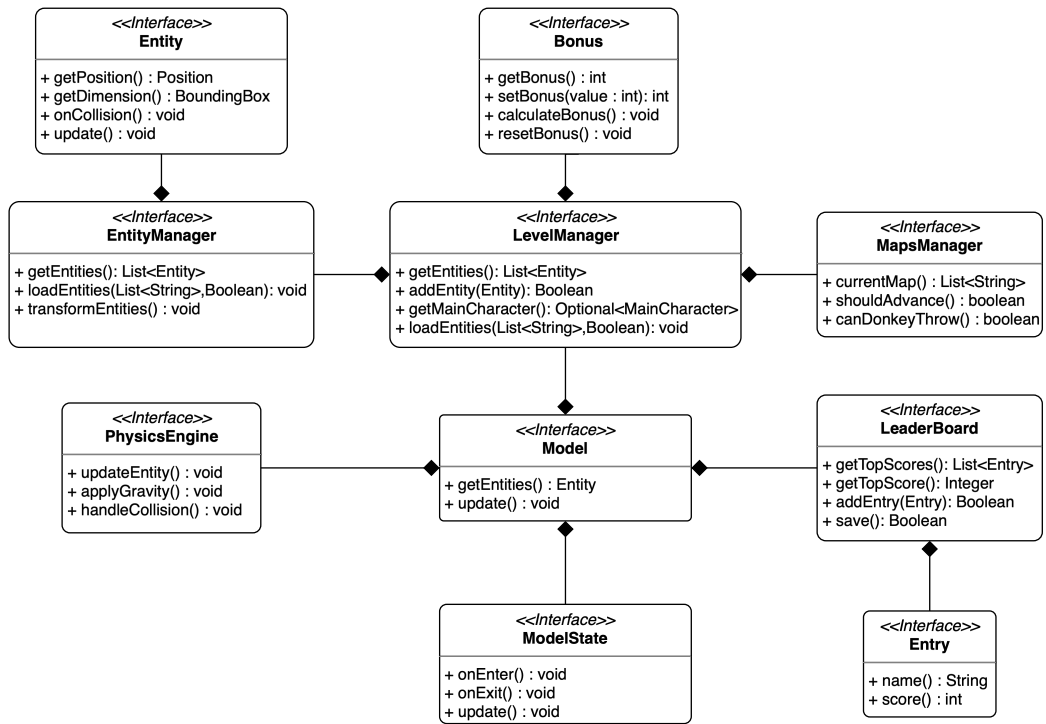 <<Interface>>
Entity
+ getPosition() : Position
+ getDimension() : BoundingBox
+ onCollision() : void
+ update() : void
<<Interface>>
Bonus
+ getBonus() : int
+ setBonus(value : int): int
+ calculateBonus() : void
+ resetBonus() : void
<<Interface>>
EntityManager
+ getEntities(): List<Entity>
+ loadEntities(List<String>,Boolean): void
+ transformEntities() : void
<<Interface>>
LevelManager
+ getEntities(): List<Entity>
+ addEntity(Entity): Boolean
+ getMainCharacter(): Optional<MainCharacter>
+ loadEntities(List<String>,Boolean): void
<<Interface>>
MapsManager
+ currentMap() : List<String>
+ shouldAdvance() : boolean
+ canDonkeyThrow() : boolean
<<Interface>>
PhysicsEngine
+ updateEntity() : void
+ applyGravity() : void
+ handleCollision() : void
<<Interface>>
Model
+ getEntities() : Entity
+ update() : void
<<Interface>>
LeaderBoard
+ getTopScores(): List<Entry>
+ getTopScore(): Integer
+ addEntry(Entry): Boolean
+ save(): Boolean
<<Interface>>
ModelState
+ onEnter() : void
+ onExit() : void
+ update() : void
<<Interface>>
Entry
+ name() : String
+ score() : int